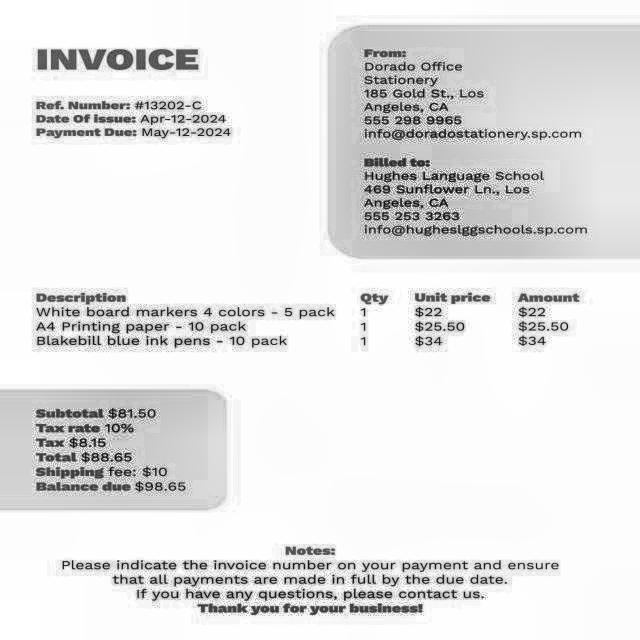 INVOICE
Ref. Number: #13202-C
Date Of issue: Apr-12-2024
Payment Due: May-12-2024
From:
Dorado Office
Stationery
185 Gold St., Los
Angeles, CA
555 298 9965
info@doradostationery.sp.com
Billed to:
Hughes Language School
469 Sunflower Ln., Los
Angeles, CA
555 253 3263
info@hugheslggschools.sp.com
Description Qty Unit price Amount
White board markers 4 colors - 5 pack 1 $22 $22
A4 Printing paper - 10 pack 1 $25.50 $25.50
Blakebill blue ink pens - 10 pack 1 $34 $34
Subtotal $81.50
Tax rate 10%
Tax $8.15
Total $88.65
Shipping fee: $10
Balance due $98.65
Notes:
Please indicate the invoice number on your payment and ensure
that all payments are made in full by the due date.
If you have any questions, please contact us.
Thank you for your business!